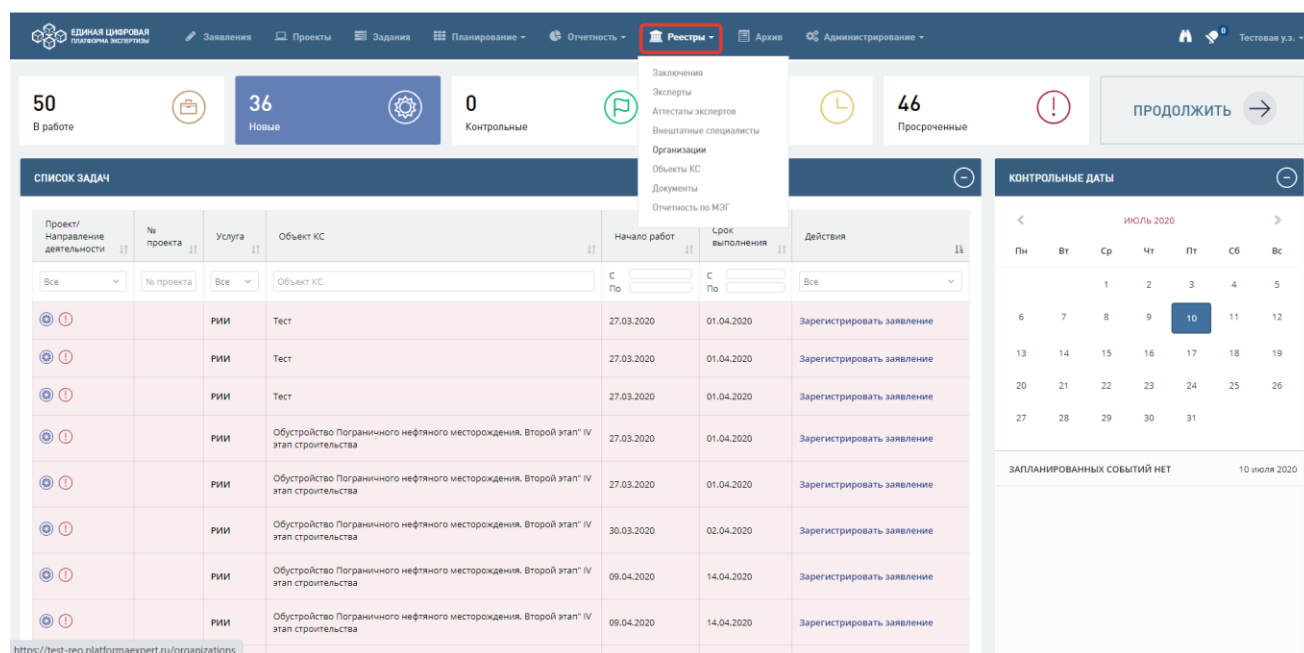 ЕДИНАЯ ЦИФРОВАЯ
ПЛАТФОРМА ЭКСПЕРТИЗЫ
Заявления
Проекты
Задания
Планирование
Отчетность
Реестры
Архив
Администрирование
0
Тестовая у.з.
Заключения
Эксперты
Аттестаты экспертов
Внештатные специалисты
Организации
Объекты КС
Документы
Отчетность по МЭГ
50
В работе
36
Новые
0
Контрольные
46
Просроченные
ПРОДОЛЖИТЬ
СПИСОК ЗАДАЧ
Проект/
Направление
деятельности
№
проекта
Услуга
Объект КС
Начало работ
Срок
выполнения
Действия
Все
№ проекта
Все
Объект КС
С
По
С
По
Все
РИИ Тест 27.03.2020 01.04.2020 Зарегистрировать заявление
РИИ Тест 27.03.2020 01.04.2020 Зарегистрировать заявление
РИИ Тест 27.03.2020 01.04.2020 Зарегистрировать заявление
РИИ Обустройство Пограничного нефтяного месторождения. Второй этап" IV
этап строительства 27.03.2020 01.04.2020 Зарегистрировать заявление
РИИ Обустройство Пограничного нефтяного месторождения. Второй этап" IV
этап строительства 27.03.2020 01.04.2020 Зарегистрировать заявление
РИИ Обустройство Пограничного нефтяного месторождения. Второй этап" IV
этап строительства 30.03.2020 02.04.2020 Зарегистрировать заявление
РИИ Обустройство Пограничного нефтяного месторождения. Второй этап" IV
этап строительства 09.04.2020 14.04.2020 Зарегистрировать заявление
РИИ Обустройство Пограничного нефтяного месторождения. Второй этап" IV
этап строительства 09.04.2020 14.04.2020 Зарегистрировать заявление
КОНТРОЛЬНЫЕ ДАТЫ
ИЮЛЬ 2020
Пн Вт Ср Чт Пт Сб Вс
1 2 3 4 5
6 7 8 9 10 11 12
13 14 15 16 17 18 19
20 21 22 23 24 25 26
27 28 29 30 31
ЗАПЛАНИРОВАННЫХ СОБЫТИЙ НЕТ 10 июля 2020
https://test-reo.platformaexpert.ru/organizations